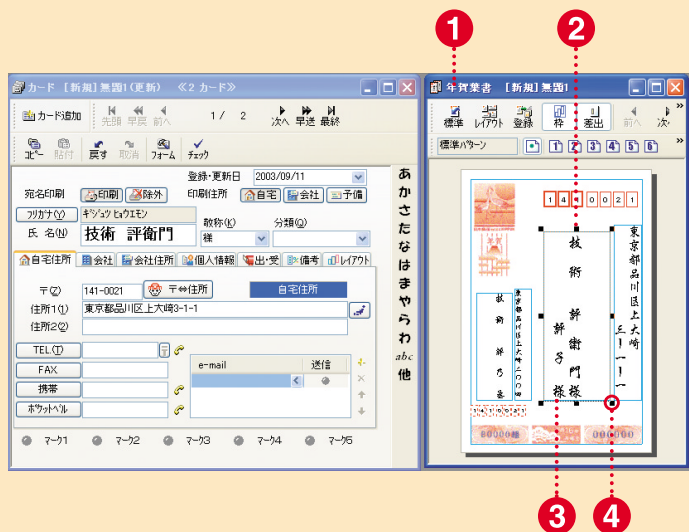 1
2
カード [新規]無題1(更新) ≪2 カード≫
カード追加
先頭 早戻 前へ
1 / 2
次へ 早送 最終
コピー 貼付 戻す 取消 フォーム チェック
登録・更新日 2003/09/11
宛名印刷 印刷 除外 印刷住所 自宅 会社 予備
フリガナ(Y) ギジュツ ヒョウエモン
敬称(K) 分類(Q)
氏 名(N) 技術 評衛門 様
自宅住所 会社 会社住所 個人情報 出・受 備考 レイアウト
〒(Z) 141-0021 〒⇔住所 自宅住所
住所1(1) 東京都品川区上大崎3-1-1
住所2(2)
TEL(T)
FAX
携帯
ポケットベル
e-mail 送信
マーク1 マーク2 マーク3 マーク4 マーク5
あ
か
さ
た
な
は
ま
や
ら
わ
abc
他
年賀葉書 [新規]無題1
標準 レイアウト 登録 枠 差出 前へ 次
標準パターン 1 2 3 4 5 6
年賀
1410021
東京都品川区上大崎
三ー一ー一
技術 評衛門様
評子様
1410031
00000組 000000
3
4